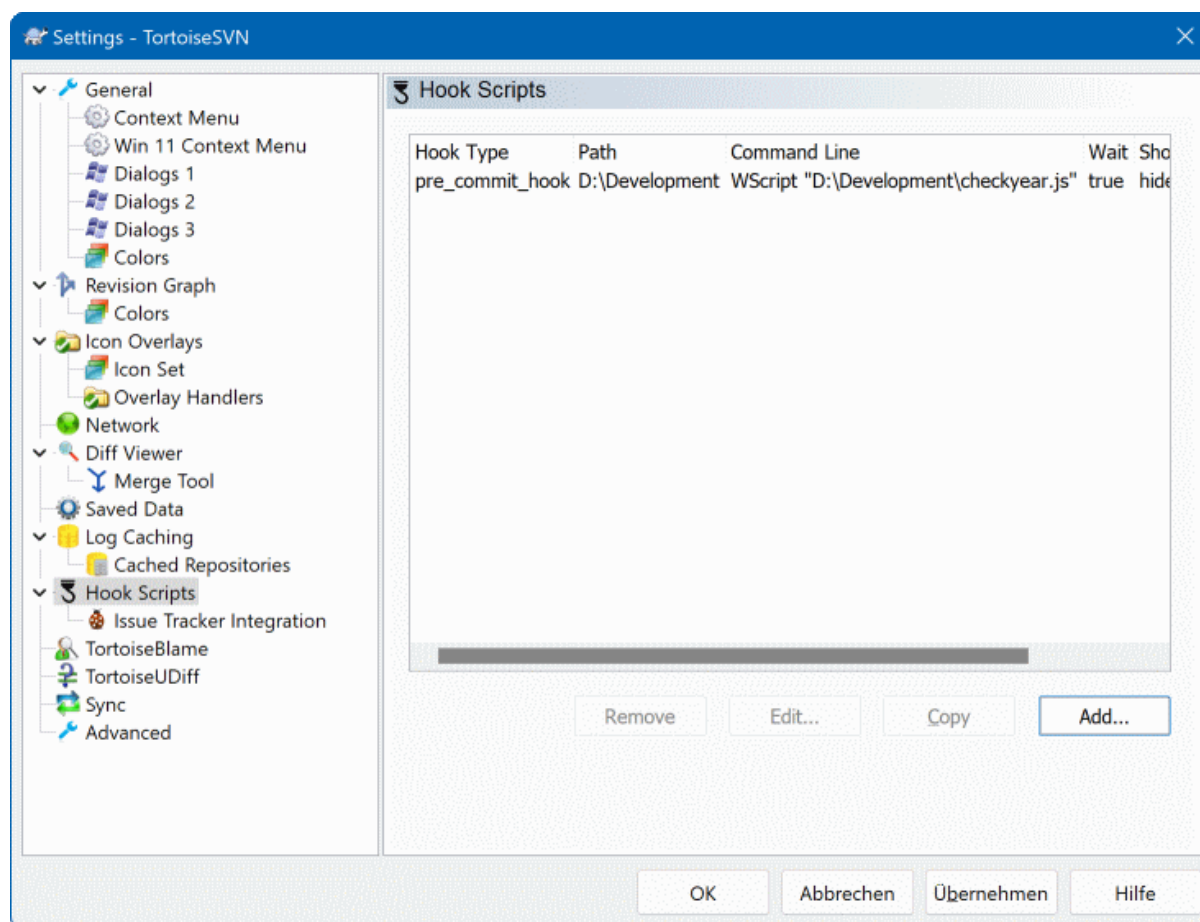 Settings - TortoiseSVN
General
Context Menu
Win 11 Context Menu
Dialogs 1
Dialogs 2
Dialogs 3
Colors
Revision Graph
Colors
Icon Overlays
Icon Set
Overlay Handlers
Network
Diff Viewer
Merge Tool
Saved Data
Log Caching
Cached Repositories
Hook Scripts
Issue Tracker Integration
TortoiseBlame
TortoiseUDiff
Sync
Advanced
Hook Scripts
Hook Type Path Command Line Wait Sho
pre_commit_hook D:\Development WScript "D:\Development\checkyear.js" true hide
Remove Edit... Copy Add...
OK Abbrechen Übernehmen Hilfe